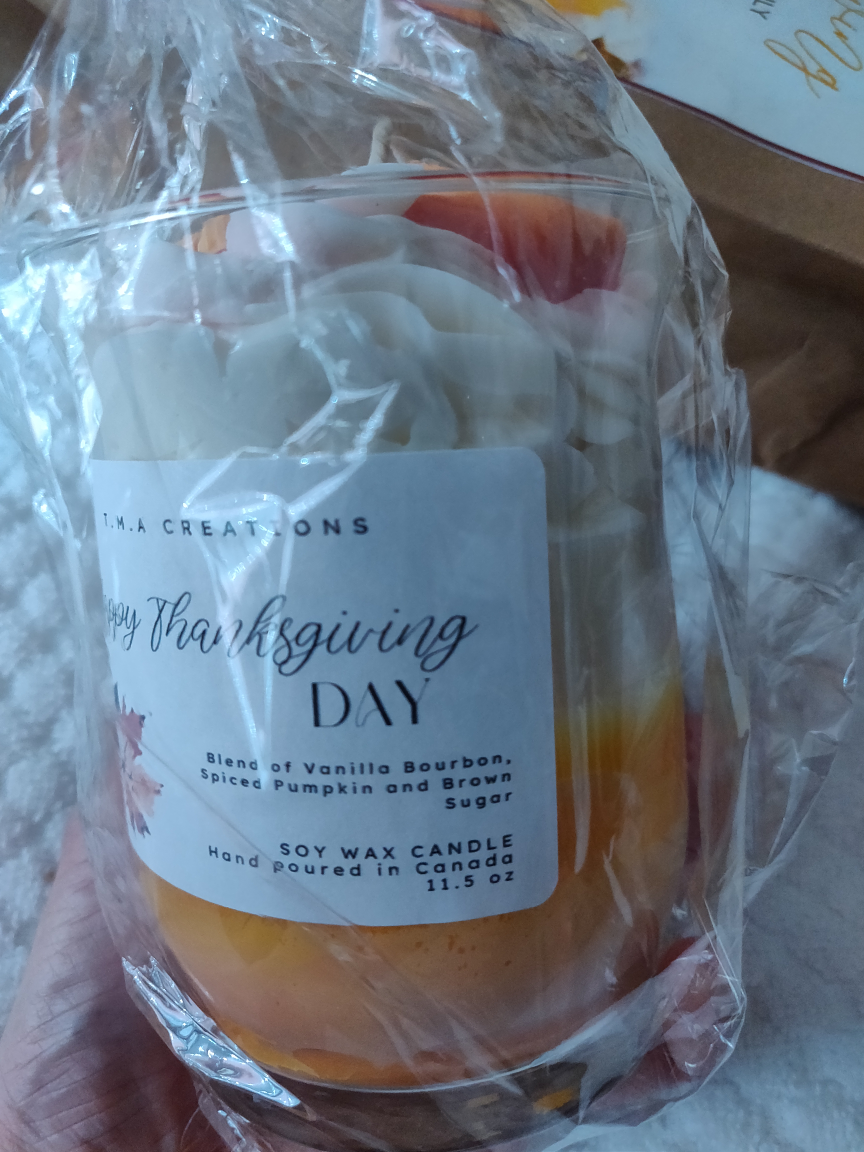 T.M.A CREATIONS
Thanksgiving
DAY
Blend of Vanilla Bourbon,
Spiced Pumpkin and Brown
Sugar
SOY WAX CANDLE
Hand poured in Canada
11.5 oz